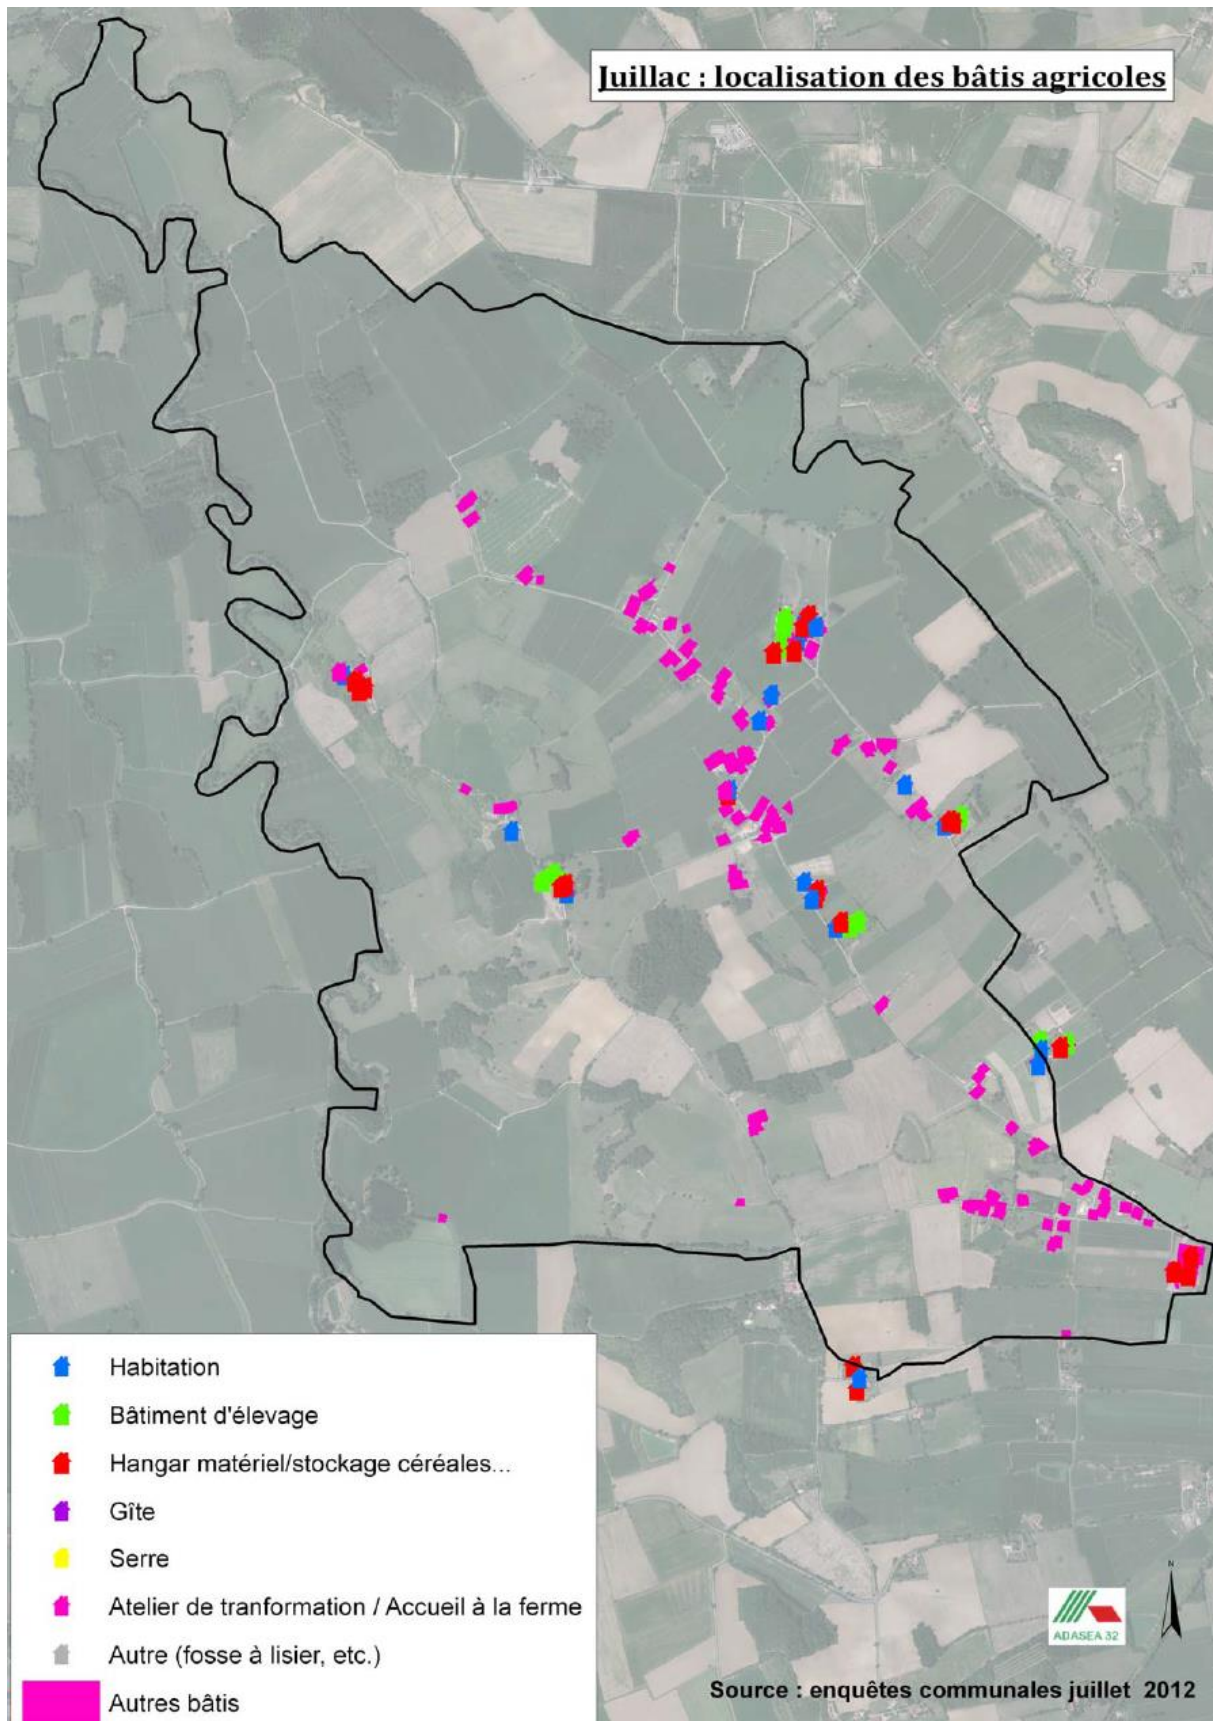 Juillac : localisation des bâtis agricoles
Habitation
Bâtiment d'élevage
Hangar matériel/stockage céréales...
Gîte
Serre
Atelier de tranformation / Accueil à la ferme
Autre (fosse à lisier, etc.)
Autres bâtis
N
ADASEA 32
Source : enquêtes communales juillet 2012